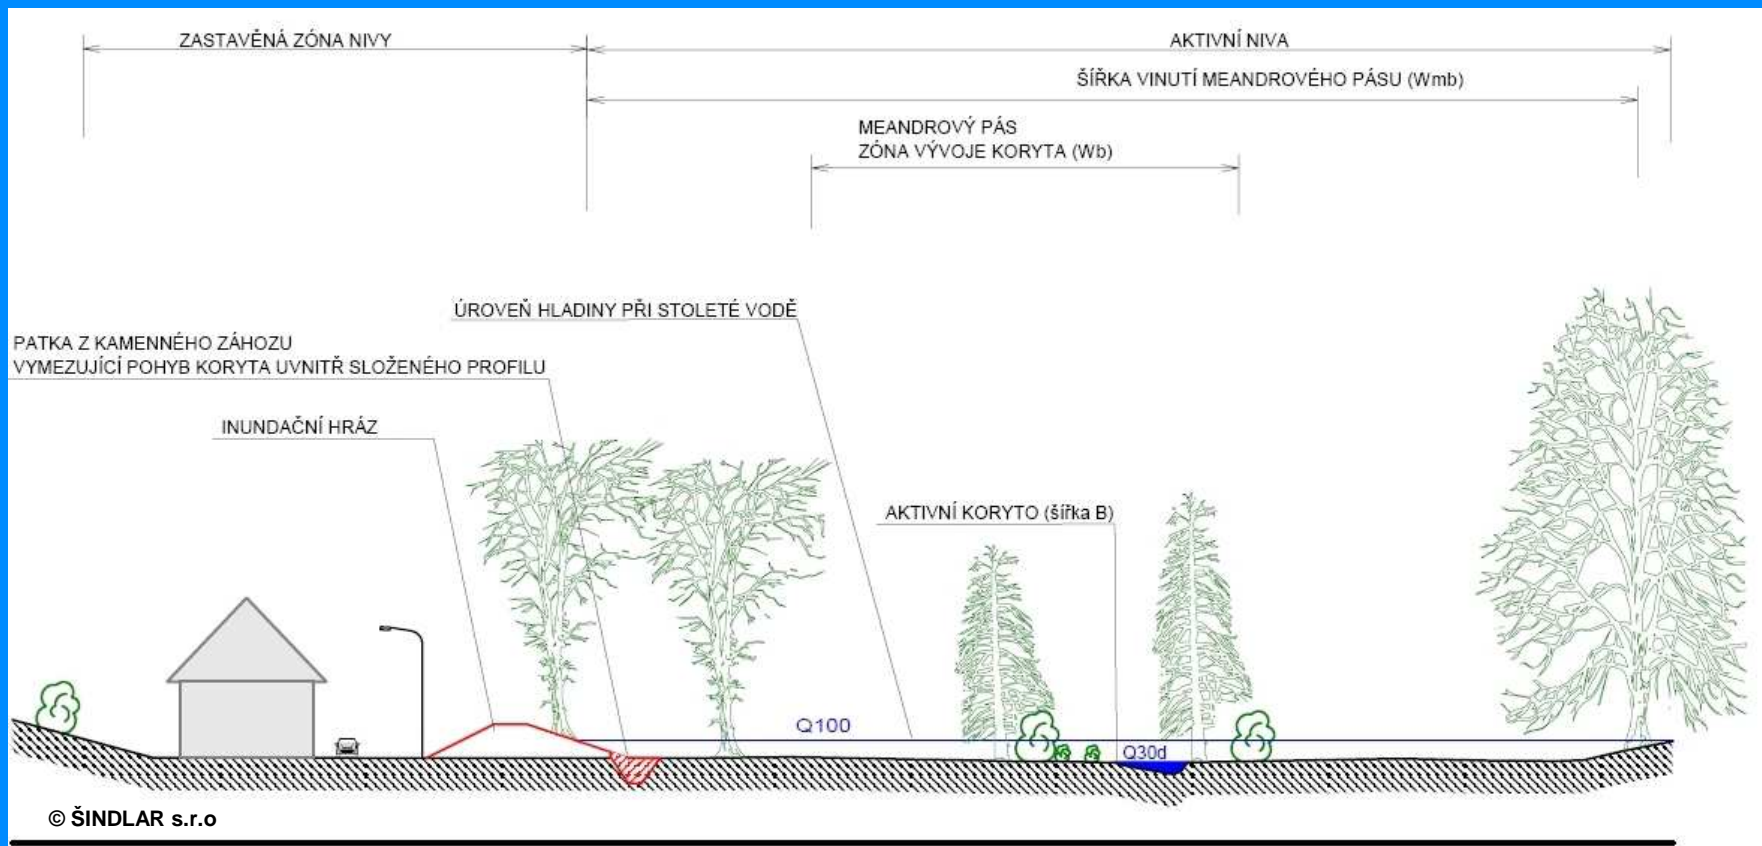 ZASTAVĚNÁ ZÓNA NIVY
AKTIVNÍ NIVA
ŠÍŘKA VINUTÍ MEANDROVÉHO PÁSU (Wmb)
MEANDROVÝ PÁS
ZÓNA VÝVOJE KORYTA (Wb)
ÚROVEŇ HLADINY PŘI STOLETÉ VODĚ
PATKA Z KAMENNÉHO ZÁHOZU
VYMEZUJÍCÍ POHYB KORYTA UVNITŘ SLOŽENÉHO PROFILU
INUNDAČNÍ HRÁZ
AKTIVNÍ KORYTO (šířka B)
Q100
Q30d
© ŠINDLAR s.r.o